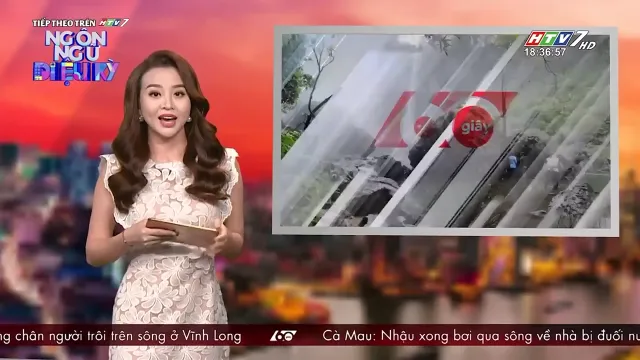 TIẾP THEO TRÊN HTV7
NGÔN
NGỮ
DIỆU KỲ
HTV7 HD
18:36:57
60 giây
ng chân người trôi trên sông ở Vĩnh Long
60
Cà Mau: Nhậu xong bơi qua sông về nhà bị đuối n